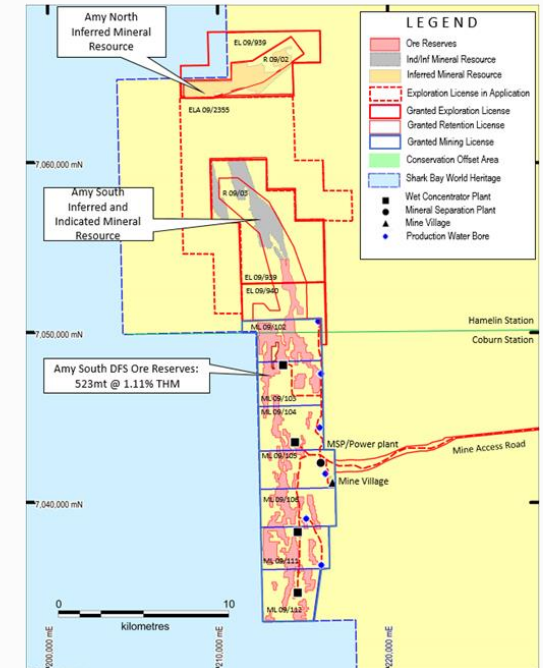 Amy North
Inferred Mineral
Resource
EL 09/939
R 09/02
ELA 09/2355
LEGEND
Ore Reserves
Ind/Inf Mineral Resource
Inferred Mineral Resource
Exploration License in Application
Granted Exploration License
Granted Retention License
Granted Mining License
Conservation Offset Area
Shark Bay World Heritage
Wet Concentrator Plant
Mineral Separation Plant
Mine Village
Production Water Bore
7,060,000 mN
Amy South
Inferred and
Indicated Mineral
Resource
R 09/03
EL 09/939
EL 09/940
ML 09/102
Hamelin Station
Coburn Station
7,050,000 mN
Amy South DFS Ore Reserves:
523mt @ 1.11% THM
ML 09/103
ML 09/104
MSP/Power plant
Mine Access Road
ML 09/105
Mine Village
ML 09/106
7,040,000 mN
ML 09/111
ML 09/112
0 10
kilometres
200,000 mE
210,000 mE
220,000 mE